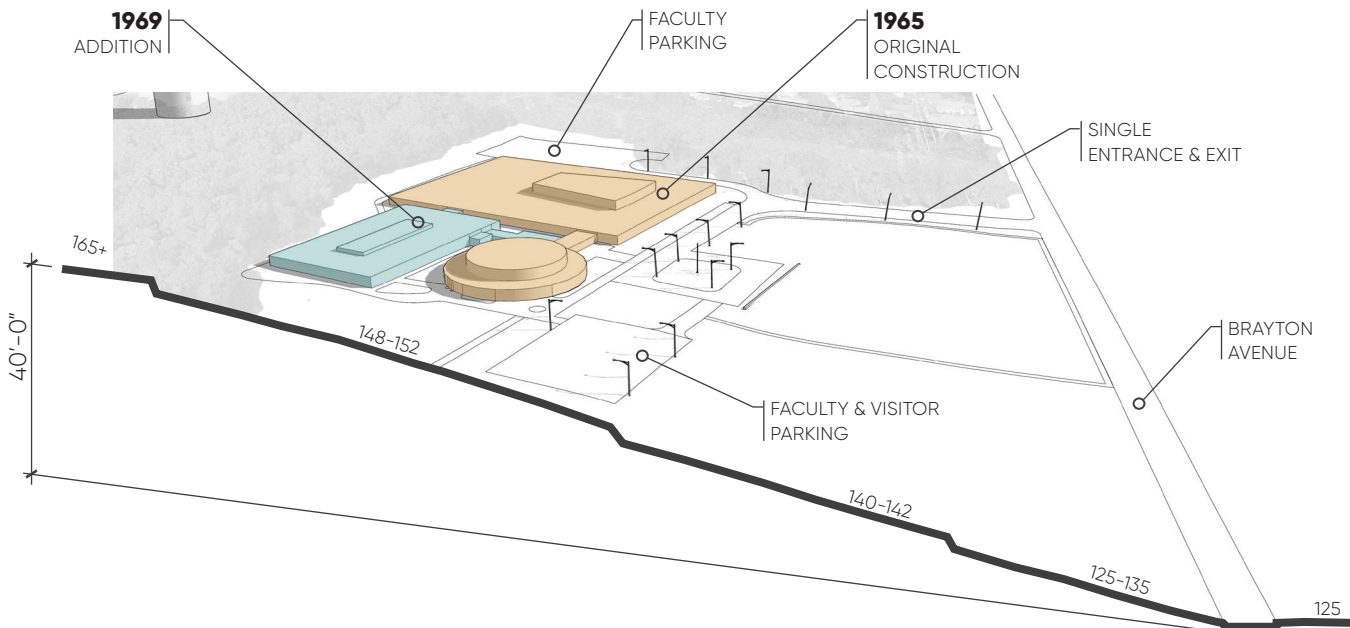 1969
ADDITION
FACULTY
PARKING
1965
ORIGINAL
CONSTRUCTION
SINGLE
ENTRANCE & EXIT
165+
40'-0"
148-152
BRAYTON
AVENUE
FACULTY & VISITOR
PARKING
140-142
125-135
125